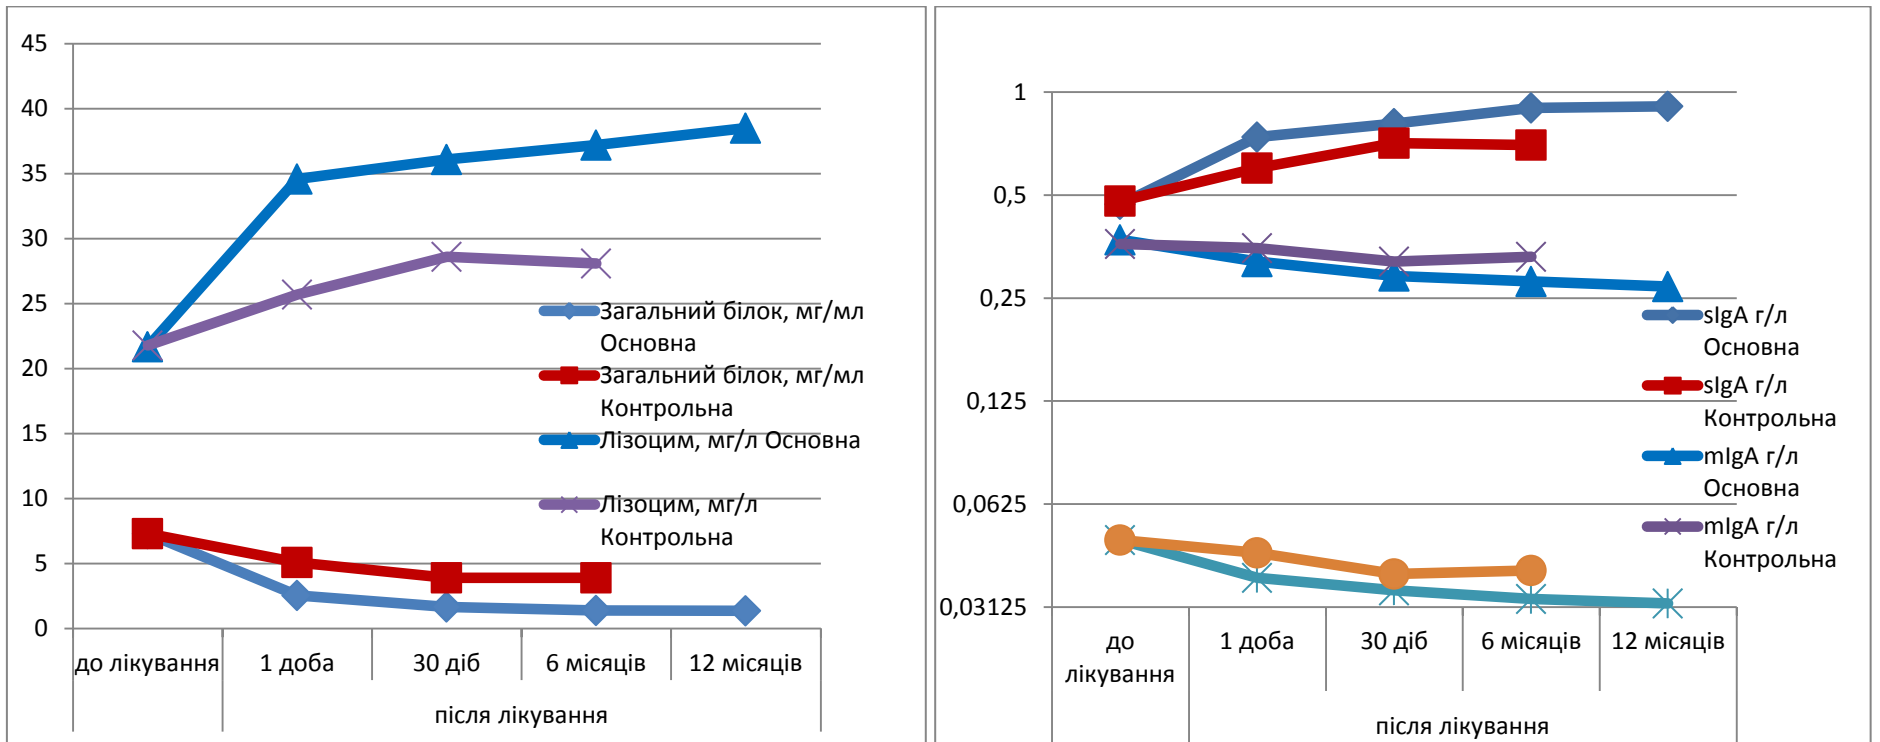 45
40
35
30
25
20
15
10
5
0
Загальний білок, мг/мл
Основна
Загальний білок, мг/мл
Контрольна
Лізоцим, мг/л Основна
Лізоцим, мг/л
Контрольна
до лікування
1 доба
30 діб
6 місяців
12 місяців
після лікування
1
0,5
0,25
0,125
0,0625
0,03125
sIgA г/л
Основна
sIgA г/л
Контрольна
mIgA г/л
Основна
mIgA г/л
Контрольна
до
лікування
1 доба
30 діб
6 місяців
12 місяців
після лікування